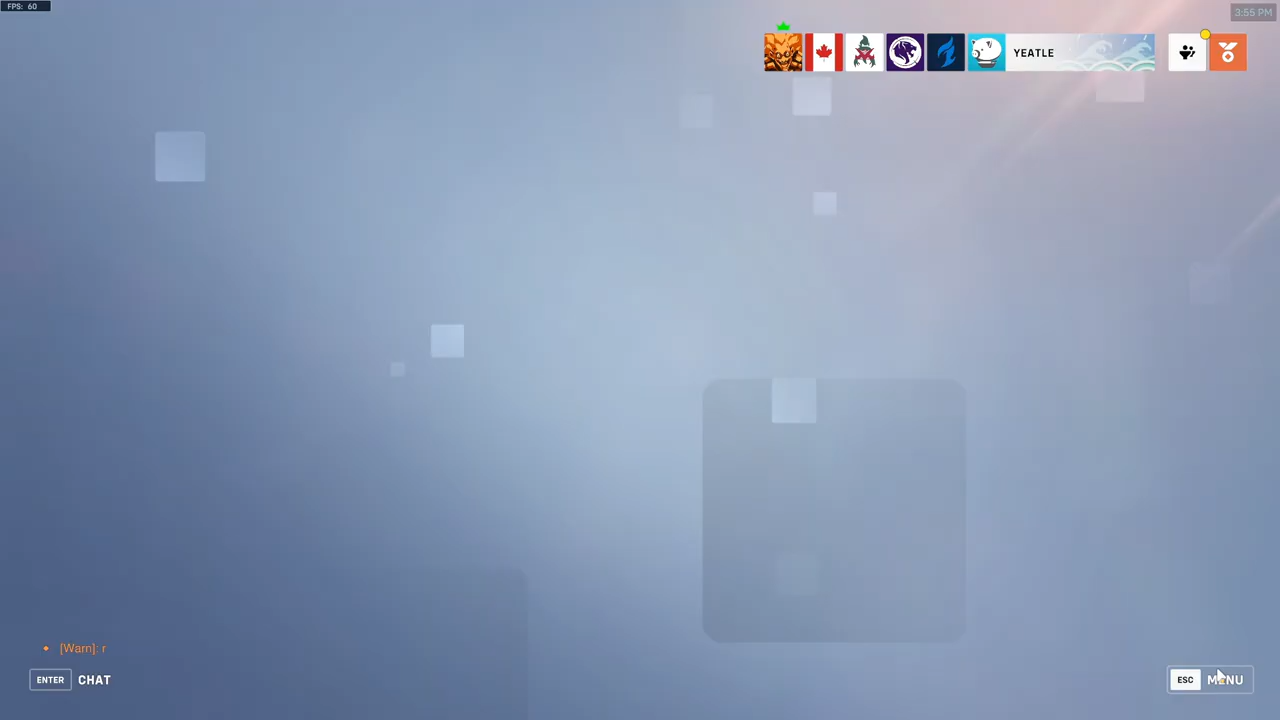 FPS: 60
3:55 PM
YEATLE
[Warn]: r
ENTER CHAT
ESC MENU